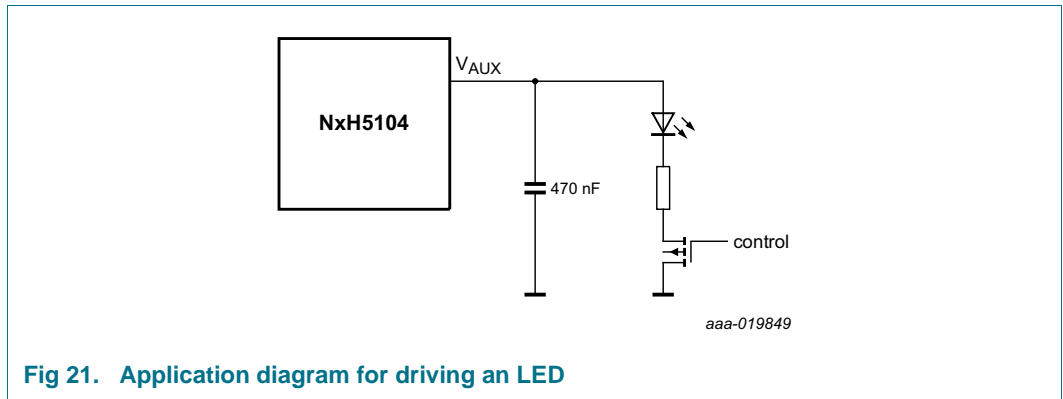 VAUX
NxH5104
470 nF
control
aaa-019849
Fig 21. Application diagram for driving an LED